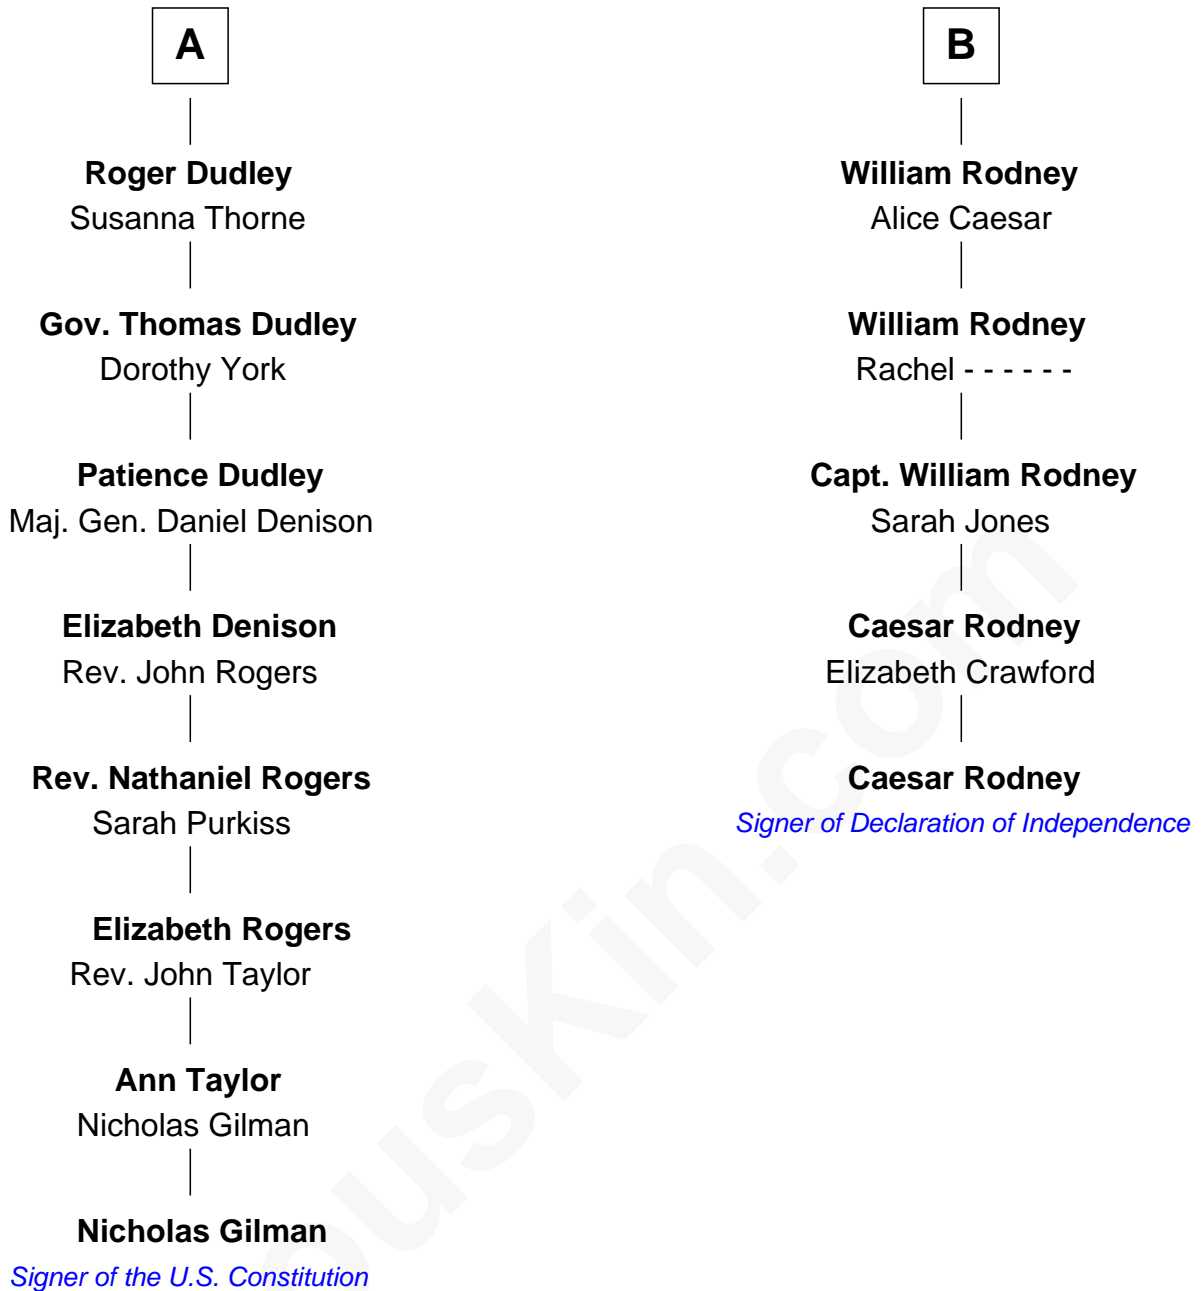 A
Roger Dudley
Susanna Thorne
Gov. Thomas Dudley
Dorothy York
Patience Dudley
Maj. Gen. Daniel Denison
Elizabeth Denison
Rev. John Rogers
Rev. Nathaniel Rogers
Sarah Purkiss
Elizabeth Rogers
Rev. John Taylor
Ann Taylor
Nicholas Gilman
Nicholas Gilman
Signer of the U.S. Constitution
B
William Rodney
Alice Caesar
William Rodney
Rachel - - - - - -
Capt. William Rodney
Sarah Jones
Caesar Rodney
Elizabeth Crawford
Caesar Rodney
Signer of Declaration of Independence
ousKin.com